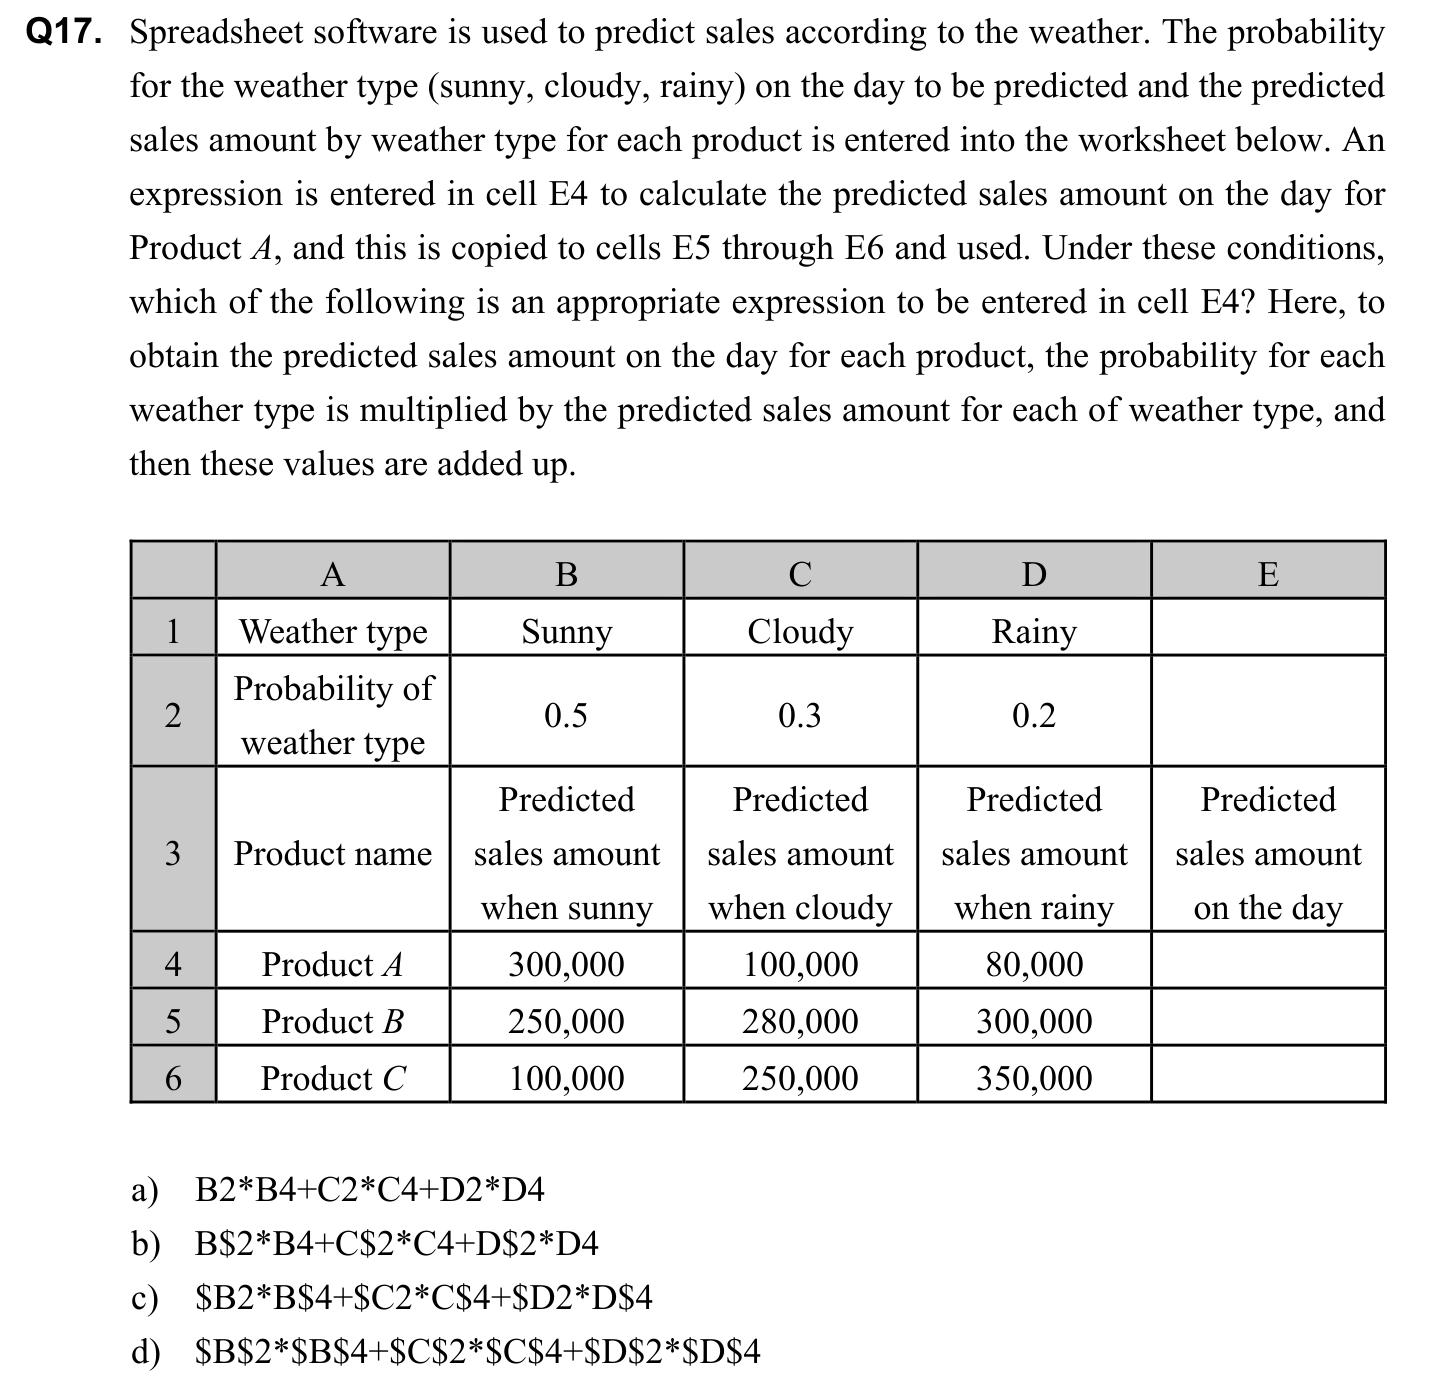 Q17. Spreadsheet software is used to predict sales according to the weather. The probability
for the weather type (sunny, cloudy, rainy) on the day to be predicted and the predicted
sales amount by weather type for each product is entered into the worksheet below. An
expression is entered in cell E4 to calculate the predicted sales amount on the day for
Product A, and this is copied to cells E5 through E6 and used. Under these conditions,
which of the following is an appropriate expression to be entered in cell E4? Here, to
obtain the predicted sales amount on the day for each product, the probability for each
weather type is multiplied by the predicted sales amount for each of weather type, and
then these values are added up.
A B C D E
1 Weather type Sunny Cloudy Rainy
2 Probability of weather type 0.5 0.3 0.2
3 Product name Predicted sales amount when sunny Predicted sales amount when cloudy Predicted sales amount when rainy Predicted sales amount on the day
4 Product A 300,000 100,000 80,000
5 Product B 250,000 280,000 300,000
6 Product C 100,000 250,000 350,000
a) B2*B4+C2*C4+D2*D4
b) B$2*B4+C$2*C4+D$2*D4
c) $B2*B$4+$C2*C$4+$D2*D$4
d) $B$2*$B$4+$C$2*$C$4+$D$2*$D$4